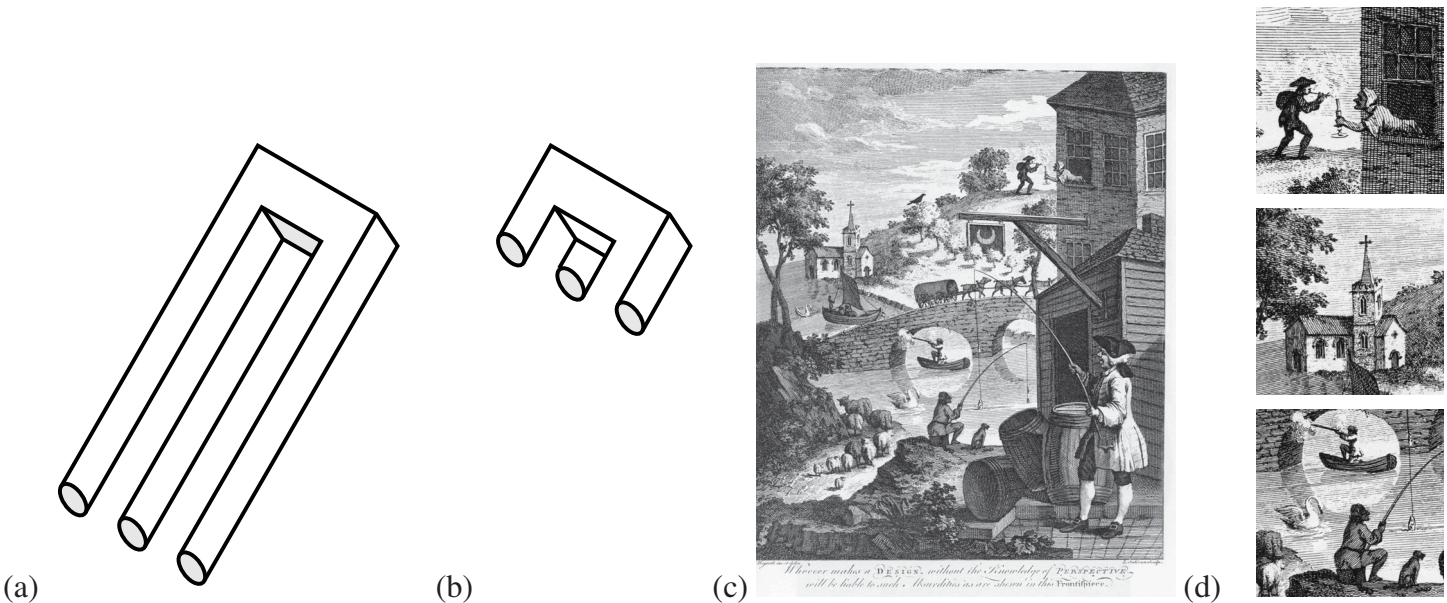 (a)
(b)
(c)
(d)
Whoever makes a DESIGN, without the Knowledge of PERSPECTIVE,
will be liable to such Absurdities as are shewn in this Frontispiece.